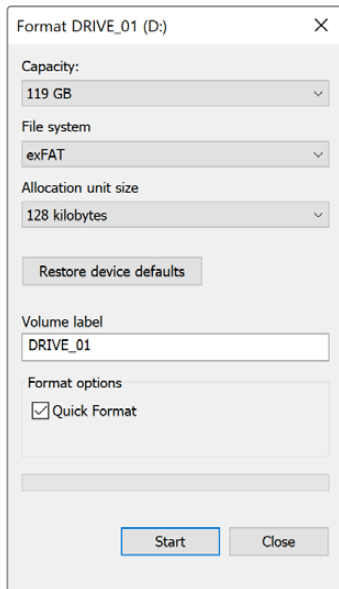 Format DRIVE_01 (D:)
Capacity:
119 GB
File system
exFAT
Allocation unit size
128 kilobytes
Restore device defaults
Volume label
DRIVE_01
Format options
Quick Format
Start
Close